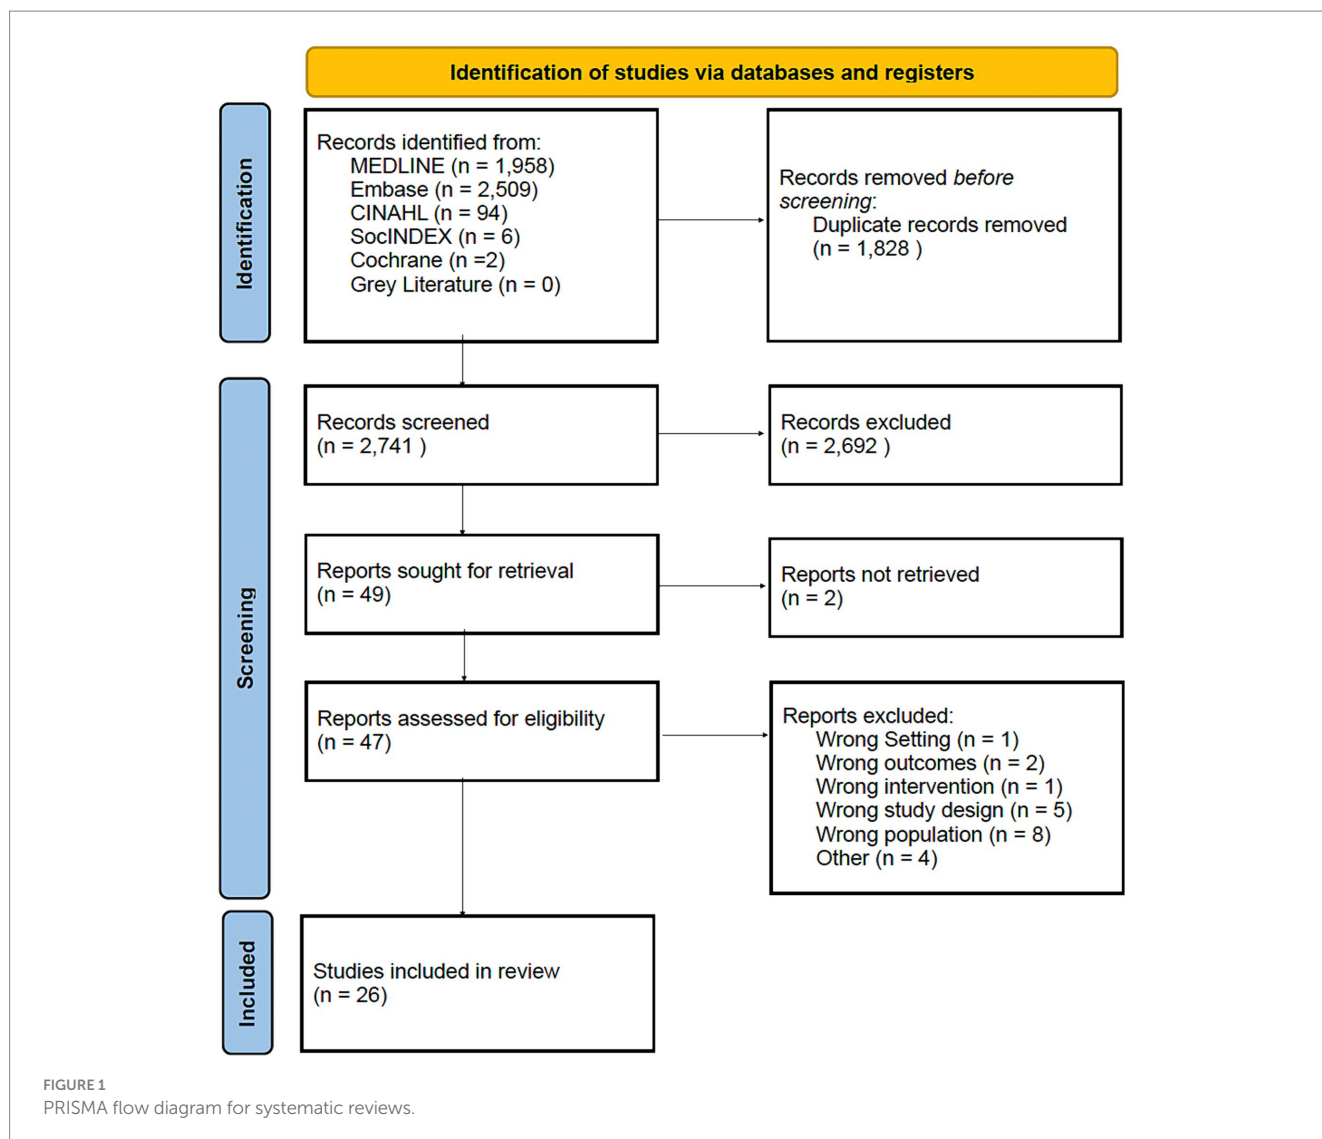 Identification of studies via databases and registers
Identification
Records identified from:
MEDLINE (n = 1,958)
Embase (n = 2,509)
CINAHL (n = 94)
SocINDEX (n = 6)
Cochrane (n =2)
Grey Literature (n = 0)
Records removed before
screening:
Duplicate records removed
(n = 1,828 )
Screening
Records screened
(n = 2,741 )
Records excluded
(n = 2,692 )
Reports sought for retrieval
(n = 49)
Reports not retrieved
(n = 2)
Reports assessed for eligibility
(n = 47)
Reports excluded:
Wrong Setting (n = 1)
Wrong outcomes (n = 2)
Wrong intervention (n = 1)
Wrong study design (n = 5)
Wrong population (n = 8)
Other (n = 4)
Included
Studies included in review
(n = 26)
FIGURE 1
PRISMA flow diagram for systematic reviews.